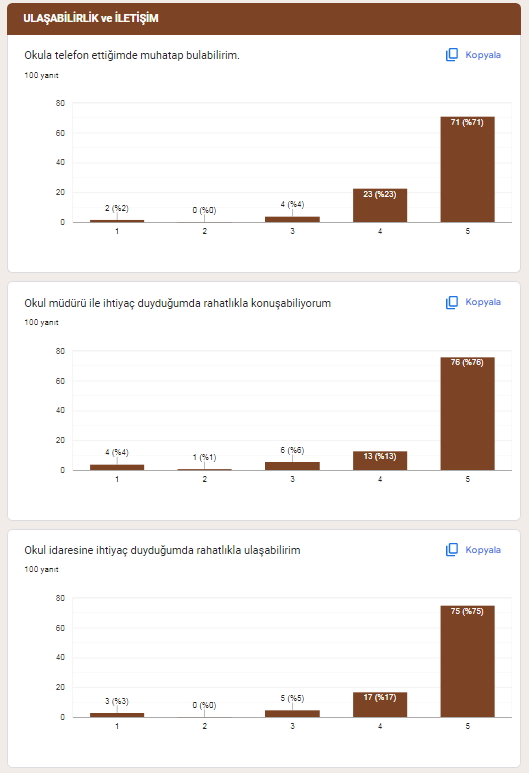 ULAŞABİLİRLİK ve İLETİŞİM
Okula telefon ettiğimde muhatap bulabilirim.
Kopyala
100 yanıt
80
60
40
20
0
2 (%2)
0 (%0)
4 (%4)
23 (%23)
71 (%71)
1 2 3 4 5
Okul müdürü ile ihtiyaç duyduğumda rahatlıkla konuşabiliyorum
Kopyala
100 yanıt
80
60
40
20
0
4 (%4)
1 (%1)
6 (%6)
13 (%13)
76 (%76)
1 2 3 4 5
Okul idaresine ihtiyaç duyduğumda rahatlıkla ulaşabilirim
Kopyala
100 yanıt
80
60
40
20
0
3 (%3)
0 (%0)
5 (%5)
17 (%17)
75 (%75)
1 2 3 4 5